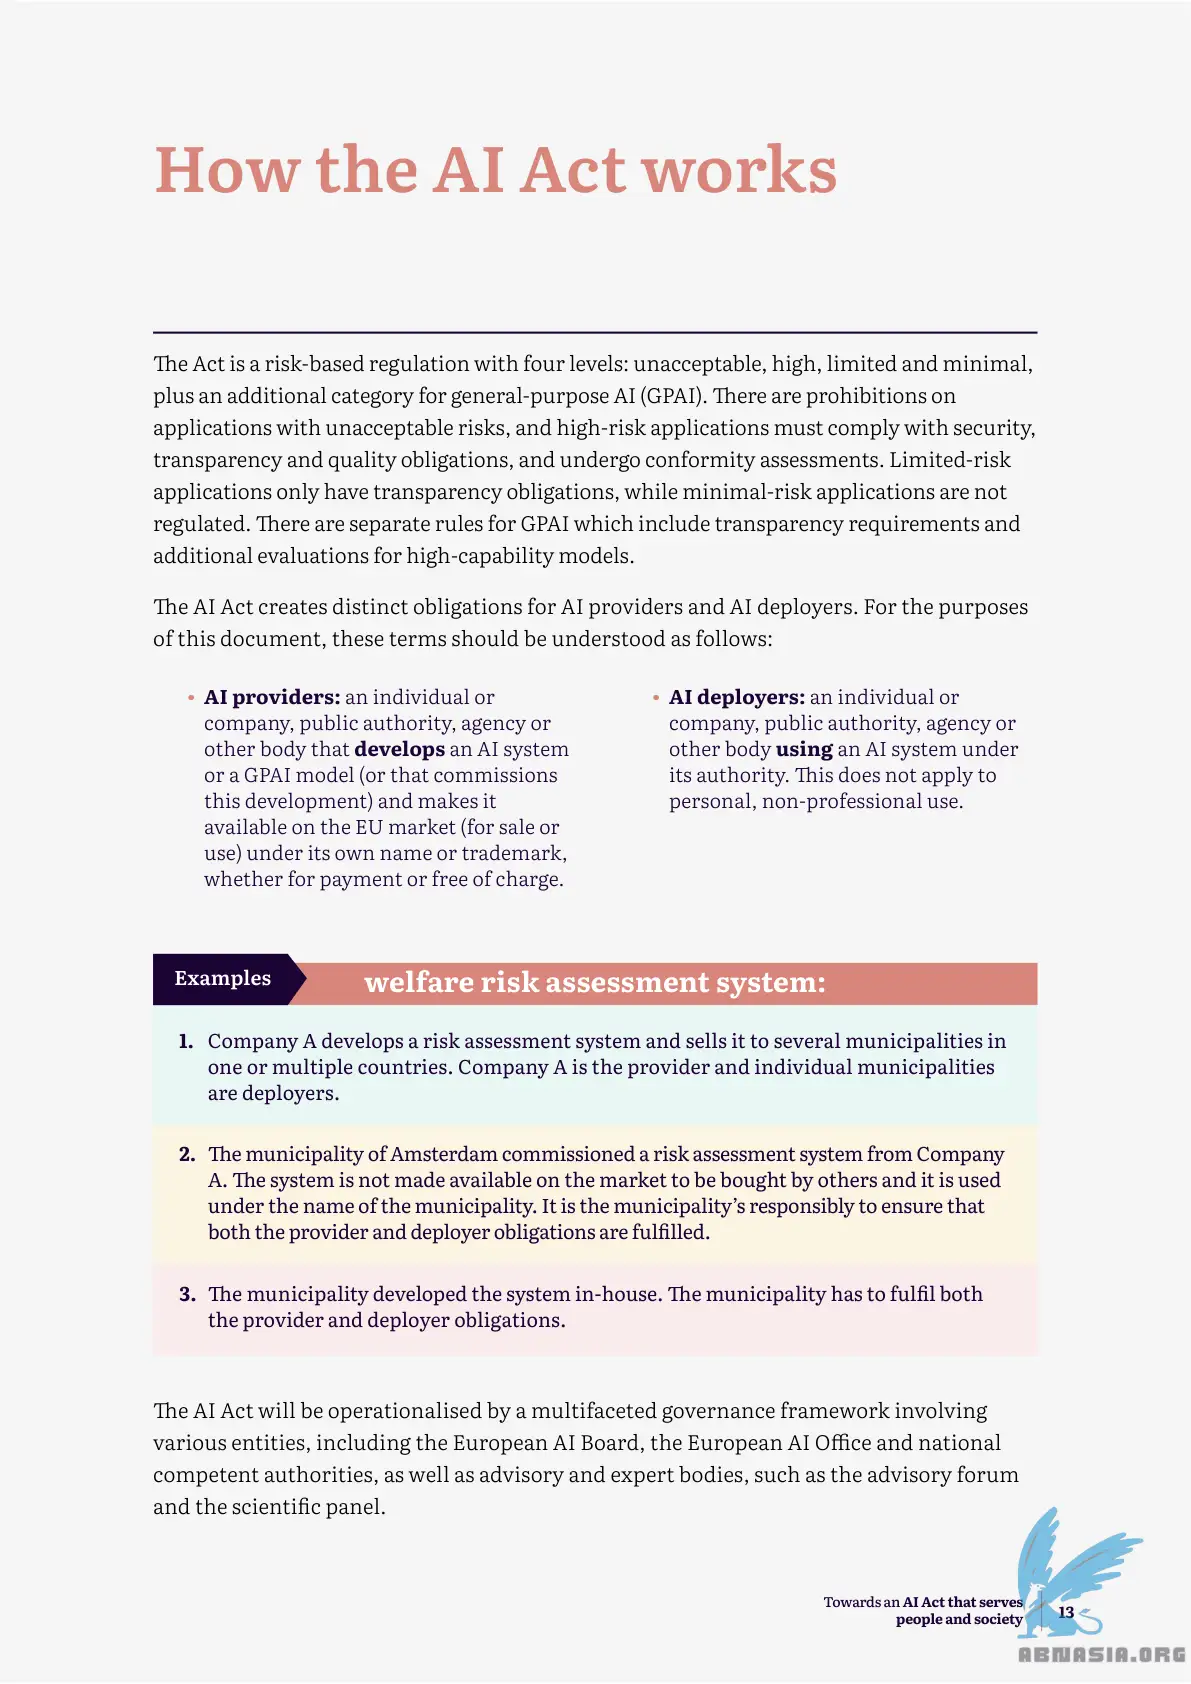 How the AI Act works
The Act is a risk-based regulation with four levels: unacceptable, high, limited and minimal,
plus an additional category for general-purpose AI (GPAI). There are prohibitions on
applications with unacceptable risks, and high-risk applications must comply with security,
transparency and quality obligations, and undergo conformity assessments. Limited-risk
applications only have transparency obligations, while minimal-risk applications are not
regulated. There are separate rules for GPAI which include transparency requirements and
additional evaluations for high-capability models.
The AI Act creates distinct obligations for AI providers and AI deployers. For the purposes
of this document, these terms should be understood as follows:
• AI providers: an individual or
company, public authority, agency or
other body that develops an AI system
or a GPAI model (or that commissions
this development) and makes it
available on the EU market (for sale or
use) under its own name or trademark,
whether for payment or free of charge.
• AI deployers: an individual or
company, public authority, agency or
other body using an AI system under
its authority. This does not apply to
personal, non-professional use.
Examples
welfare risk assessment system:
1. Company A develops a risk assessment system and sells it to several municipalities in
one or multiple countries. Company A is the provider and individual municipalities
are deployers.
2. The municipality of Amsterdam commissioned a risk assessment system from Company
A. The system is not made available on the market to be bought by others and it is used
under the name of the municipality. It is the municipality's responsibly to ensure that
both the provider and deployer obligations are fulfilled.
3. The municipality developed the system in-house. The municipality has to fulfil both
the provider and deployer obligations.
The AI Act will be operationalised by a multifaceted governance framework involving
various entities, including the European AI Board, the European AI Office and national
competent authorities, as well as advisory and expert bodies, such as the advisory forum
and the scientific panel.
Towards an AI Act that serves
people and society
13
ABNASIA.ORG